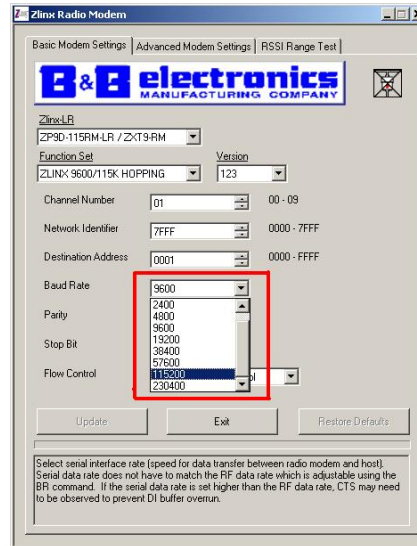 Zlinx Radio Modem
Basic Modem Settings Advanced Modem Settings RSSI Range Test
B&B electronics
MANUFACTURING COMPANY
Zlinx-LR
ZP9D-115RM-LR / ZXT9-RM
Function Set Version
ZLINX 9600/115K HOPPING 123
Channel Number 01 00 - 09
Network Identifier 7FFF 0000 - 7FFF
Destination Address 0001 0000 - FFFF
Baud Rate 9600
2400
Parity 4800
9600
19200
Stop Bit 38400
57600
Flow Control 115200
230400
Update Exit Restore Defaults
Select serial interface rate (speed for data transfer between radio modem and host).
Serial data rate does not have to match the RF data rate which is adjustable using the
BR command. If the serial data rate is set higher than the RF data rate, CTS may need
to be observed to prevent DI buffer overrun.